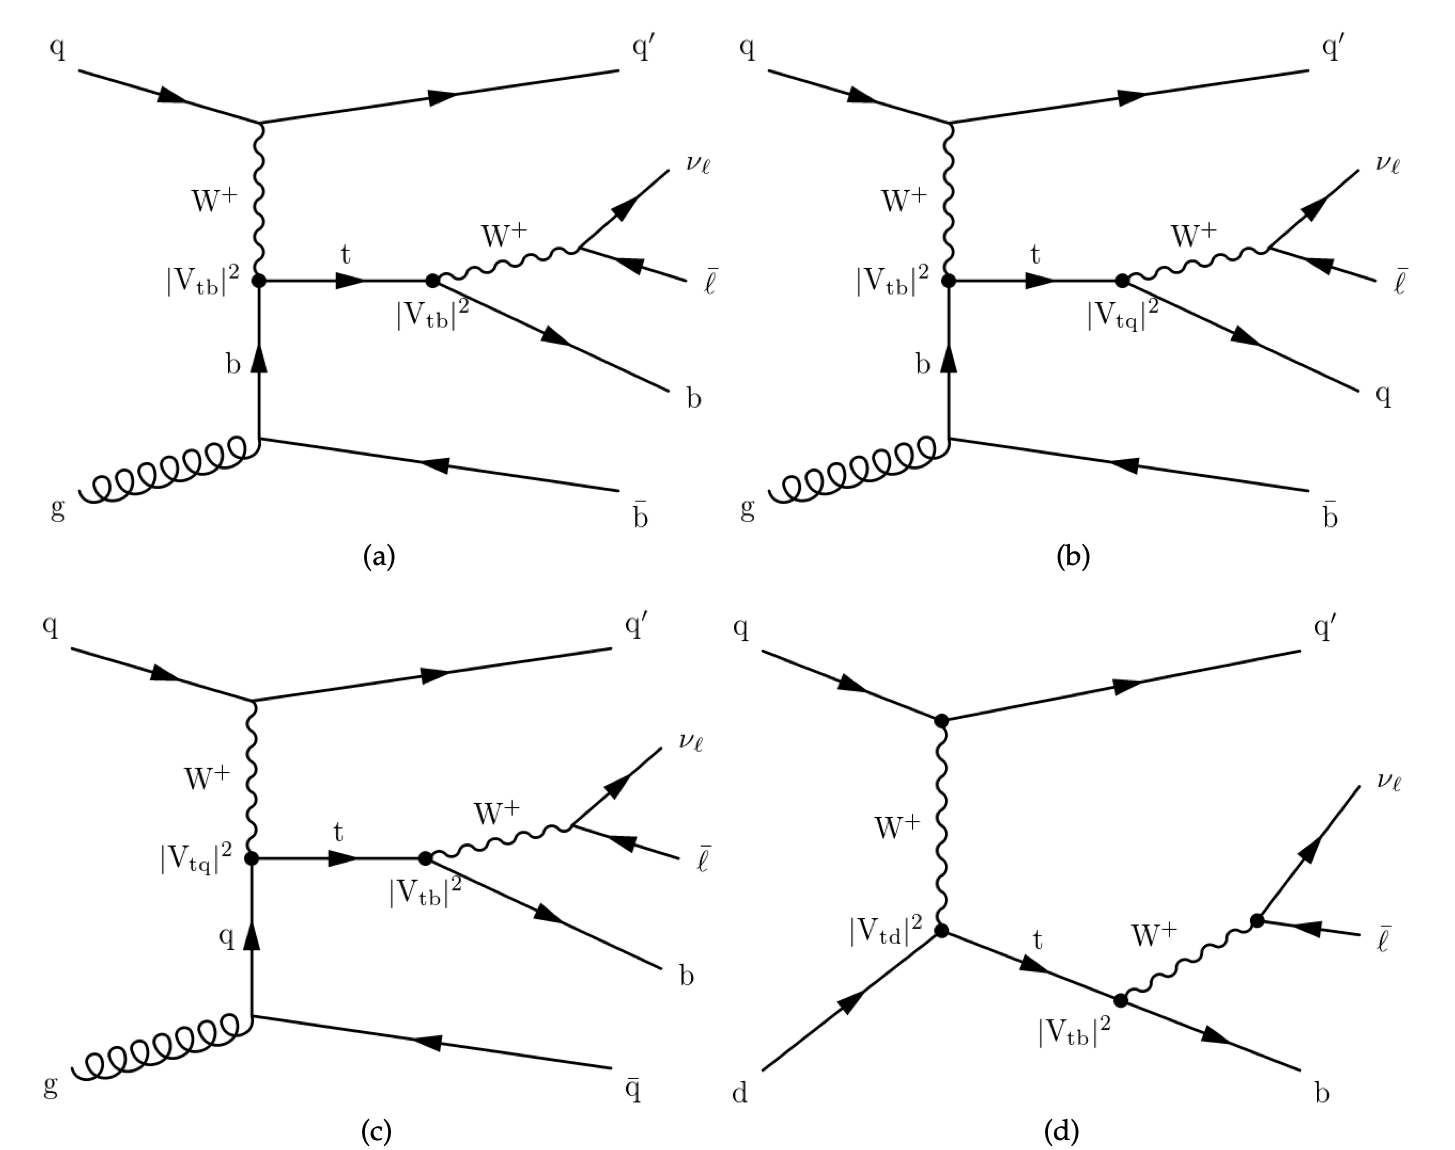 q q′
W⁺
ν_ℓ
W⁺
ℓ̄
t
|V_tb|²
|V_tb|²
b
b
g
b̄
(a)
q q′
W⁺
ν_ℓ
W⁺
ℓ̄
t
|V_tb|²
|V_tq|²
b
q
g
b̄
(b)
q q′
W⁺
ν_ℓ
W⁺
ℓ̄
t
|V_tq|²
|V_tb|²
q
b
g
q̄
(c)
q q′
W⁺
ν_ℓ
W⁺
ℓ̄
|V_td|²
t
|V_tb|²
d
b
(d)